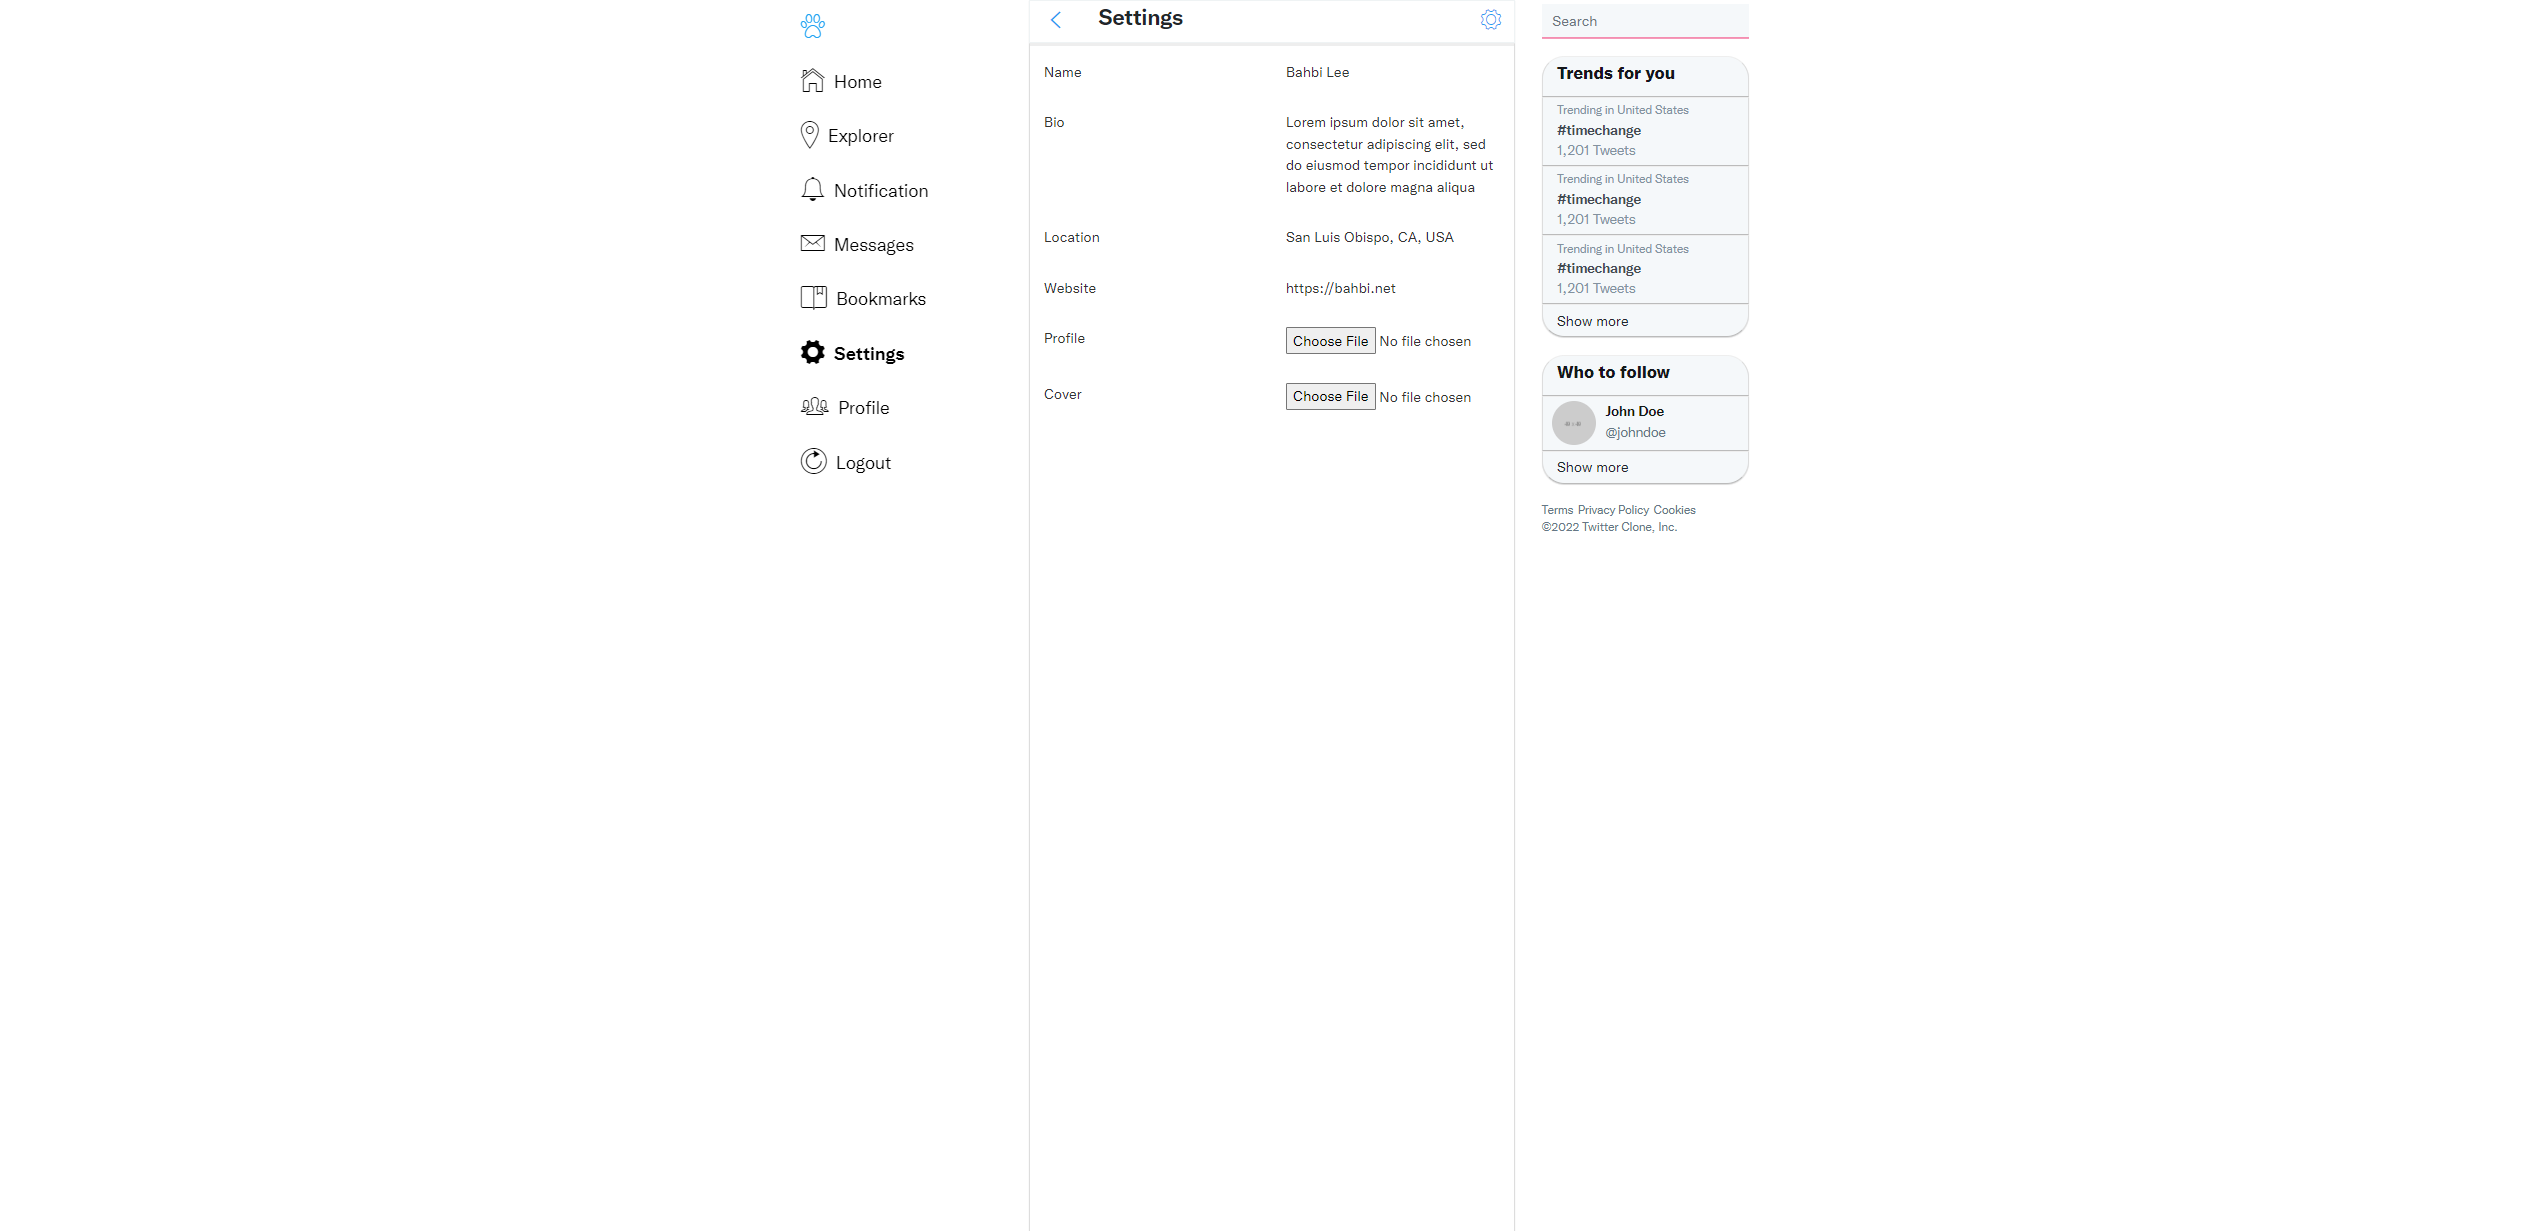 Home
Explorer
Notification
Messages
Bookmarks
Settings
Profile
Logout
Settings
Name
Bahbi Lee
Bio
Lorem ipsum dolor sit amet,
consectetur adipiscing elit, sed
do eiusmod tempor incididunt ut
labore et dolore magna aliqua
Location
San Luis Obispo, CA, USA
Website
https://bahbi.net
Profile
Choose File No file chosen
Cover
Choose File No file chosen
Search
Trends for you
Trending in United States
#timechange
1,201 Tweets
Trending in United States
#timechange
1,201 Tweets
Trending in United States
#timechange
1,201 Tweets
Show more
Who to follow
John Doe
@johndoe
Show more
Terms Privacy Policy Cookies
©2022 Twitter Clone, Inc.